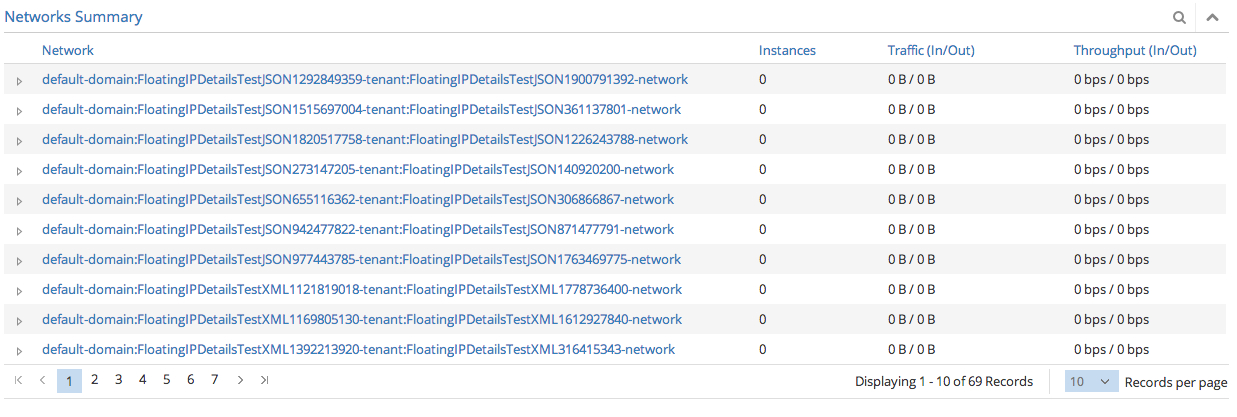 Networks Summary
Network Instances Traffic (In/Out) Throughput (In/Out)
default-domain:FloatingIPDetailsTestJSON1292849359-tenant:FloatingIPDetailsTestJSON1900791392-network 0 0 B / 0 B 0 bps / 0 bps
default-domain:FloatingIPDetailsTestJSON1515697004-tenant:FloatingIPDetailsTestJSON361137801-network 0 0 B / 0 B 0 bps / 0 bps
default-domain:FloatingIPDetailsTestJSON1820517758-tenant:FloatingIPDetailsTestJSON1226243788-network 0 0 B / 0 B 0 bps / 0 bps
default-domain:FloatingIPDetailsTestJSON273147205-tenant:FloatingIPDetailsTestJSON140920200-network 0 0 B / 0 B 0 bps / 0 bps
default-domain:FloatingIPDetailsTestJSON655116362-tenant:FloatingIPDetailsTestJSON306866867-network 0 0 B / 0 B 0 bps / 0 bps
default-domain:FloatingIPDetailsTestJSON942477822-tenant:FloatingIPDetailsTestJSON871477791-network 0 0 B / 0 B 0 bps / 0 bps
default-domain:FloatingIPDetailsTestJSON977443785-tenant:FloatingIPDetailsTestJSON1763469775-network 0 0 B / 0 B 0 bps / 0 bps
default-domain:FloatingIPDetailsTestXML1121819018-tenant:FloatingIPDetailsTestXML1778736400-network 0 0 B / 0 B 0 bps / 0 bps
default-domain:FloatingIPDetailsTestXML1169805130-tenant:FloatingIPDetailsTestXML1612927840-network 0 0 B / 0 B 0 bps / 0 bps
default-domain:FloatingIPDetailsTestXML1392213920-tenant:FloatingIPDetailsTestXML316415343-network 0 0 B / 0 B 0 bps / 0 bps
1 2 3 4 5 6 7 Displaying 1 - 10 of 69 Records 10 Records per page